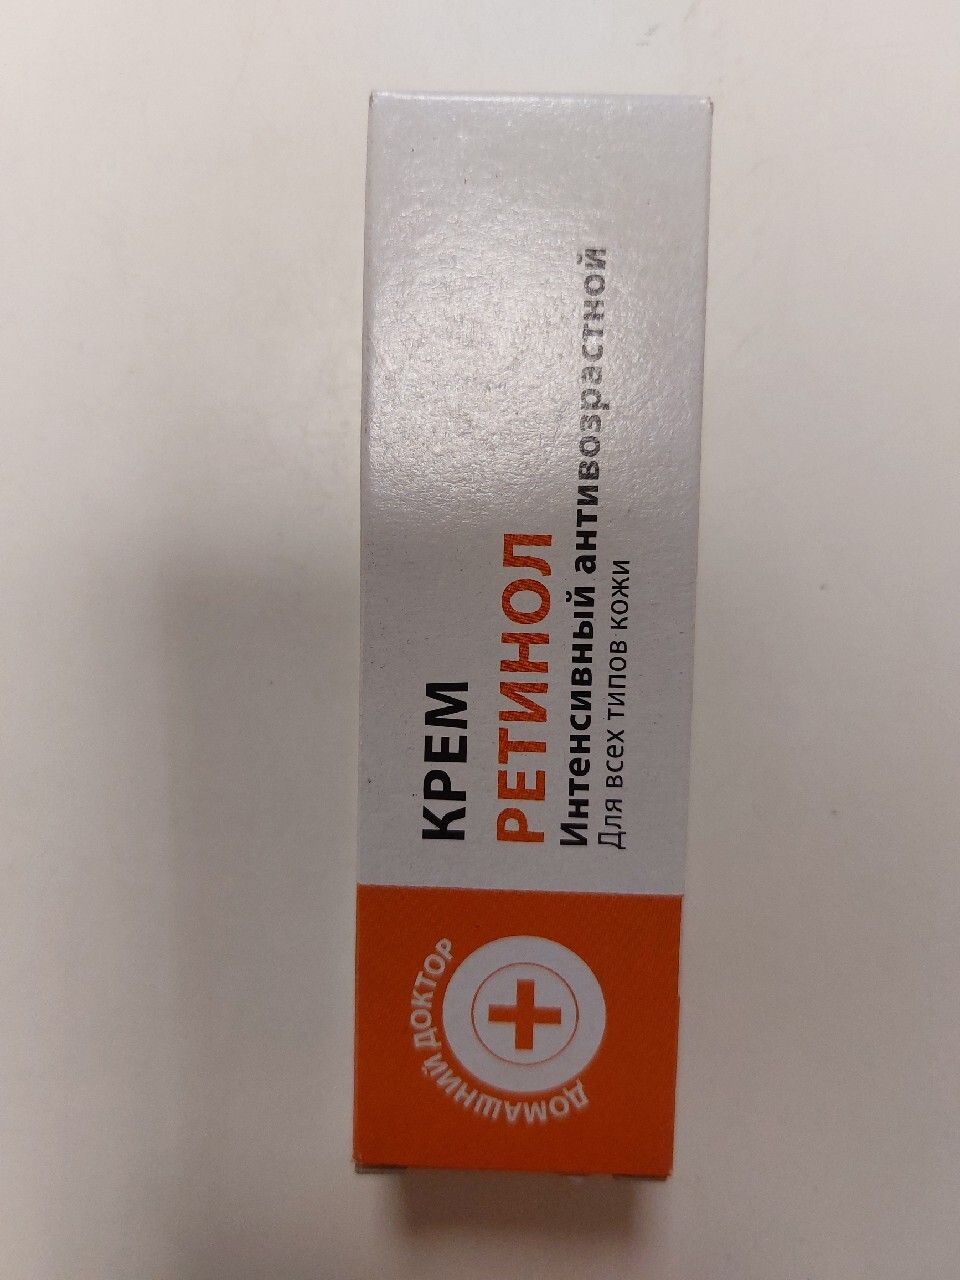 ДОМАШНИЙ ДОКТОР
КРЕМ
РЕТИНОЛ
Интенсивный антивозрастной
Для всех типов кожи